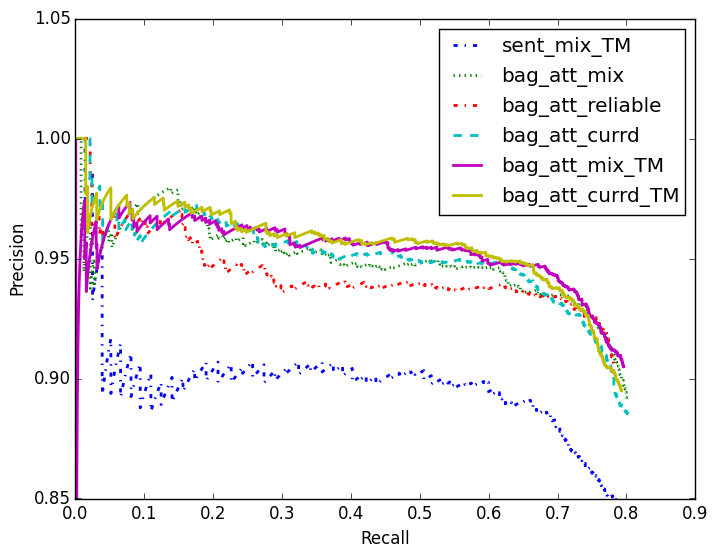 1.05
1.00
0.95
0.90
0.85
Precision
sent_mix_TM
bag_att_mix
bag_att_reliable
bag_att_currd
bag_att_mix_TM
bag_att_currd_TM
0.0 0.1 0.2 0.3 0.4 0.5 0.6 0.7 0.8 0.9
Recall